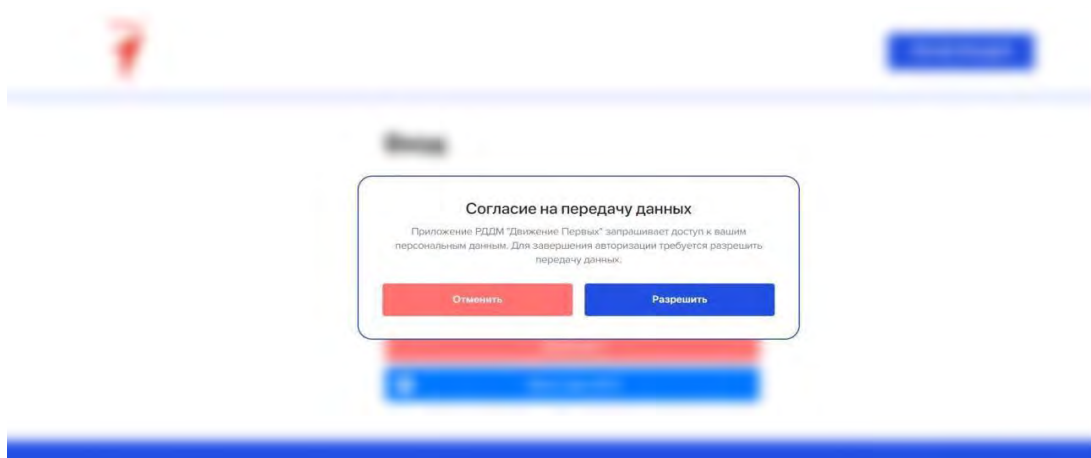 Вход
Согласие на передачу данных
Приложение РДДМ "Движение Первых" запрашивает доступ к вашим
персональным данным. Для завершения авторизации требуется разрешить
передачу данных.
Отменить
Разрешить